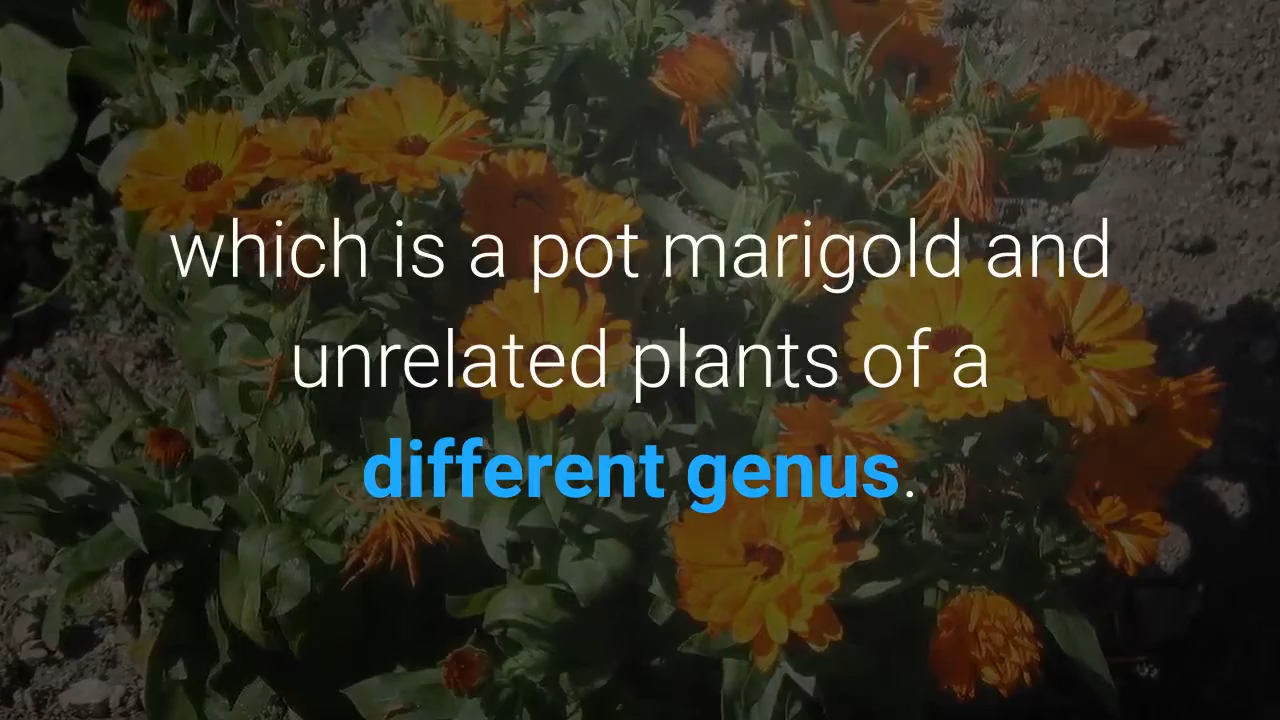 which is a pot marigold and
unrelated plants of a
different genus.